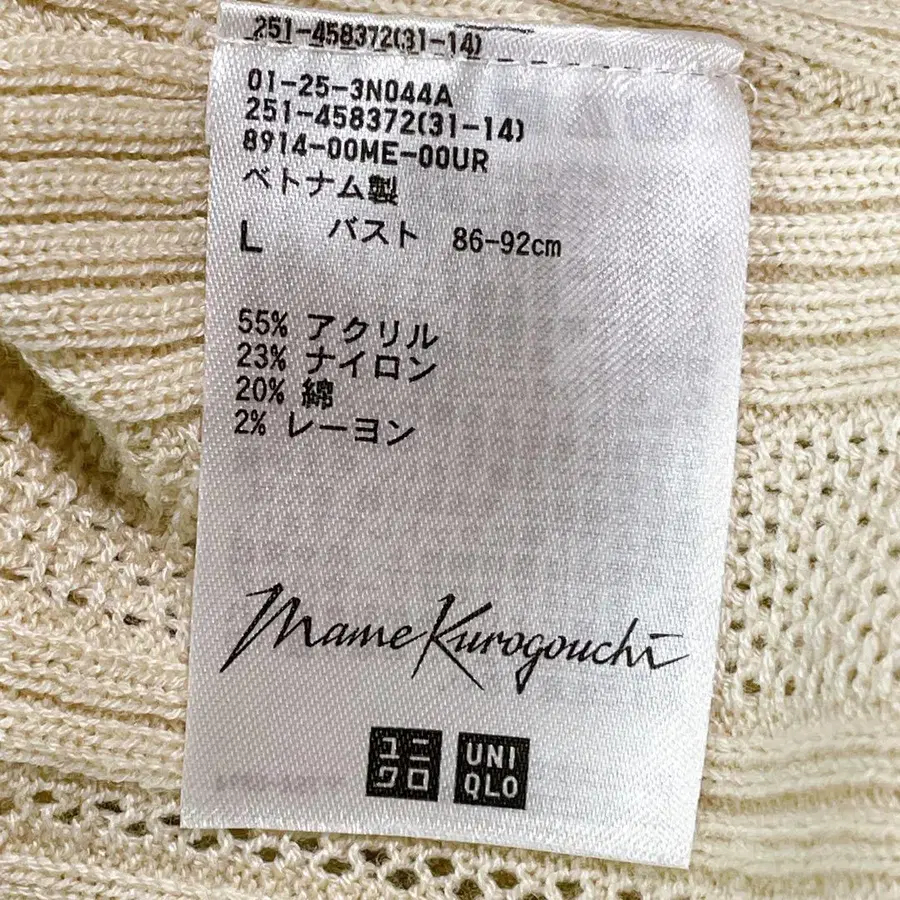 251-458372(31-14)
01-25-3N044A
251-458372(31-14)
8914-00ME-00UR
ベトナム製
L バスト 86-92cm
55% アクリル
23% ナイロン
20% 綿
2% レーヨン
Mame Kurogouchi
ユニクロ UNIQLO